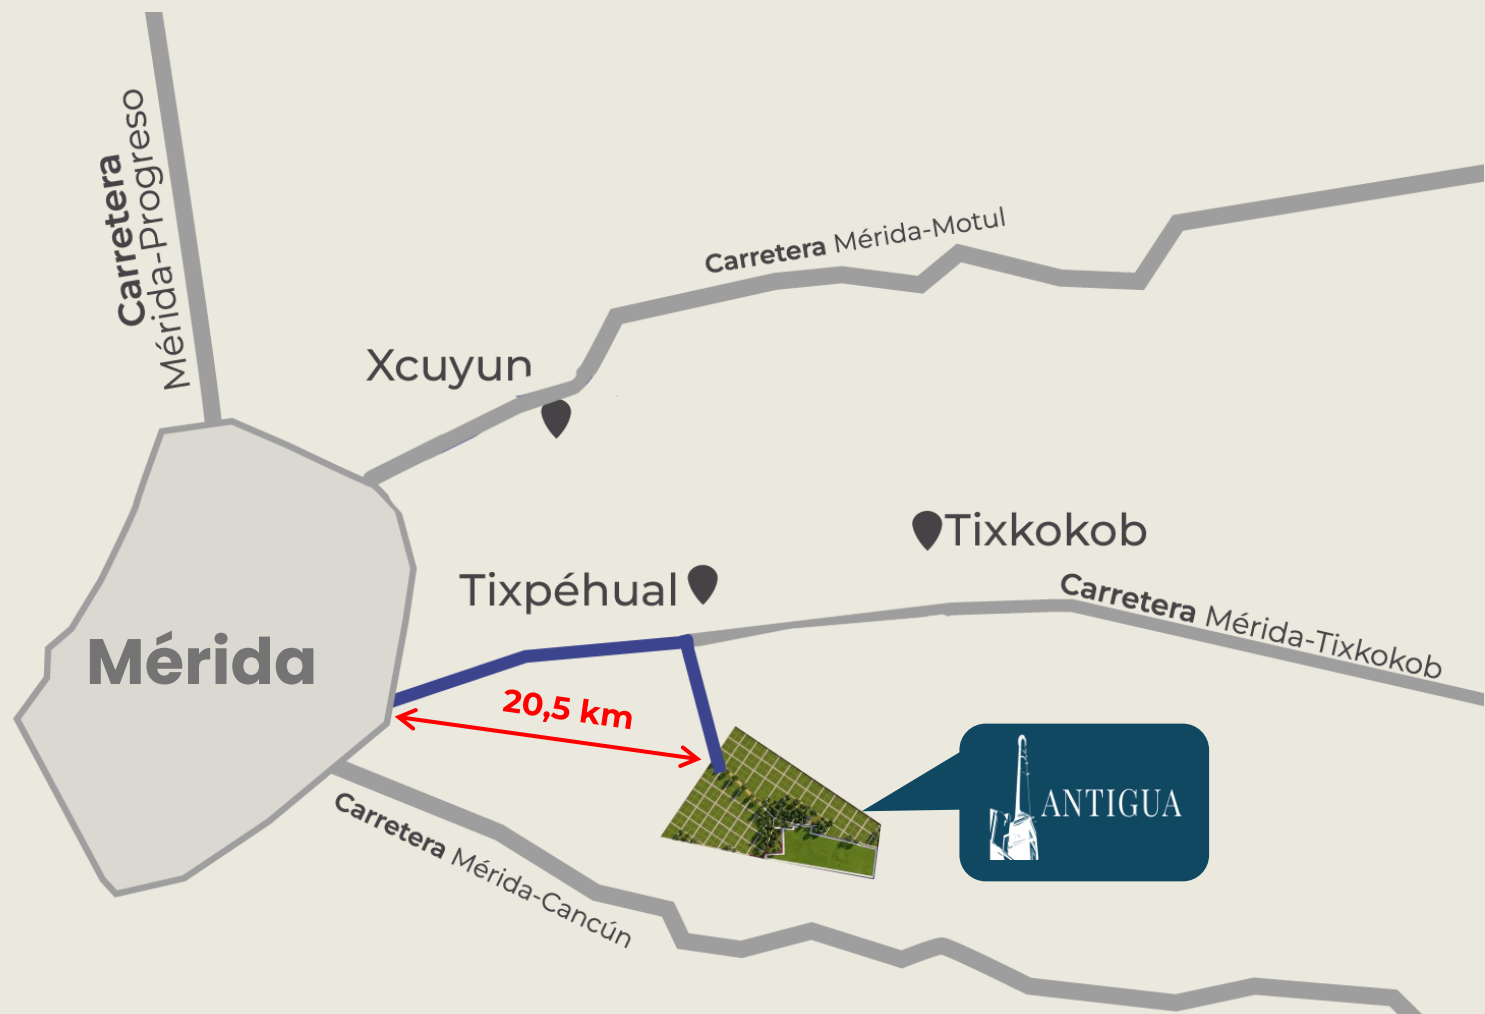 Carretera
Mérida-Progreso
Carretera Mérida-Motul
Xcuyun
Tixkokob
Tixpéhual
Carretera Mérida-Tixkokob
Mérida
20,5 km
ANTIGUA
Carretera Mérida-Cancún